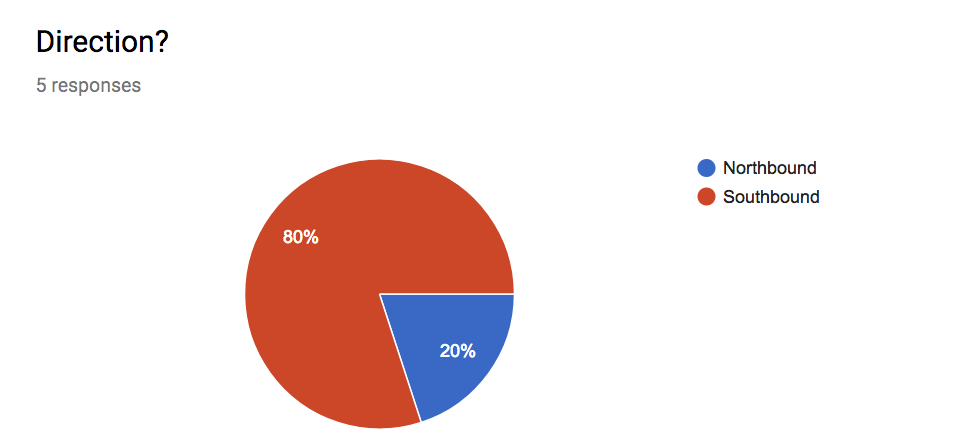 Direction?
5 responses
Northbound
Southbound
80%
20%